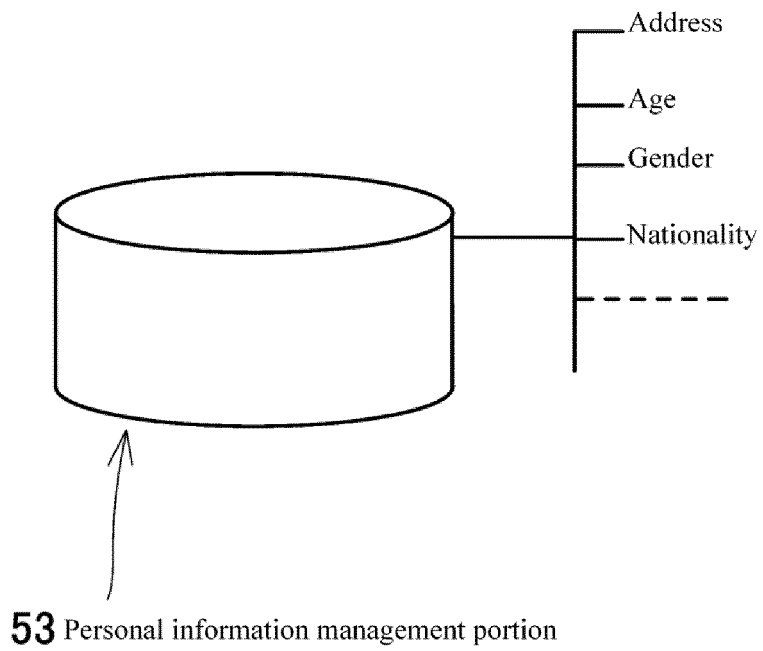 Address
Age
Gender
Nationality
53 Personal information management portion